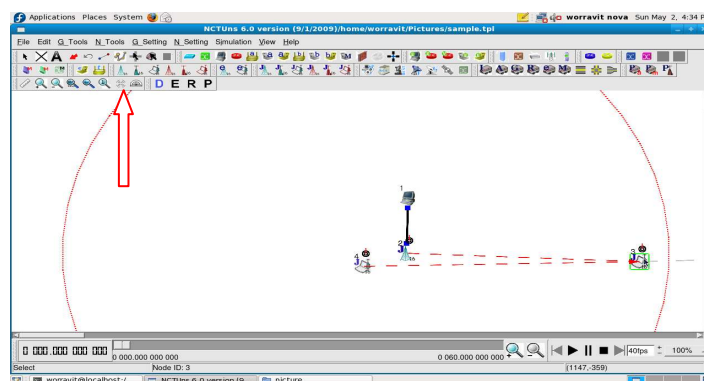 Applications Places System worravit nova Sun May 2, 4:34 P
NCTUns 6.0 version (9/1/2009)/home/worravit/Pictures/sample.tpl
File Edit G_Tools N_Tools G_Setting N_Setting Simulation View Help
D E R P
1
2
3
4
J
J
J
16
0 000.000 000 000
0 000.000 000 000
0 060.000 000 000
40fps
100%
Select
Node ID: 3
(1147,-359)
worravit@localhost:/
NCTUns 6.0 version (9
picture